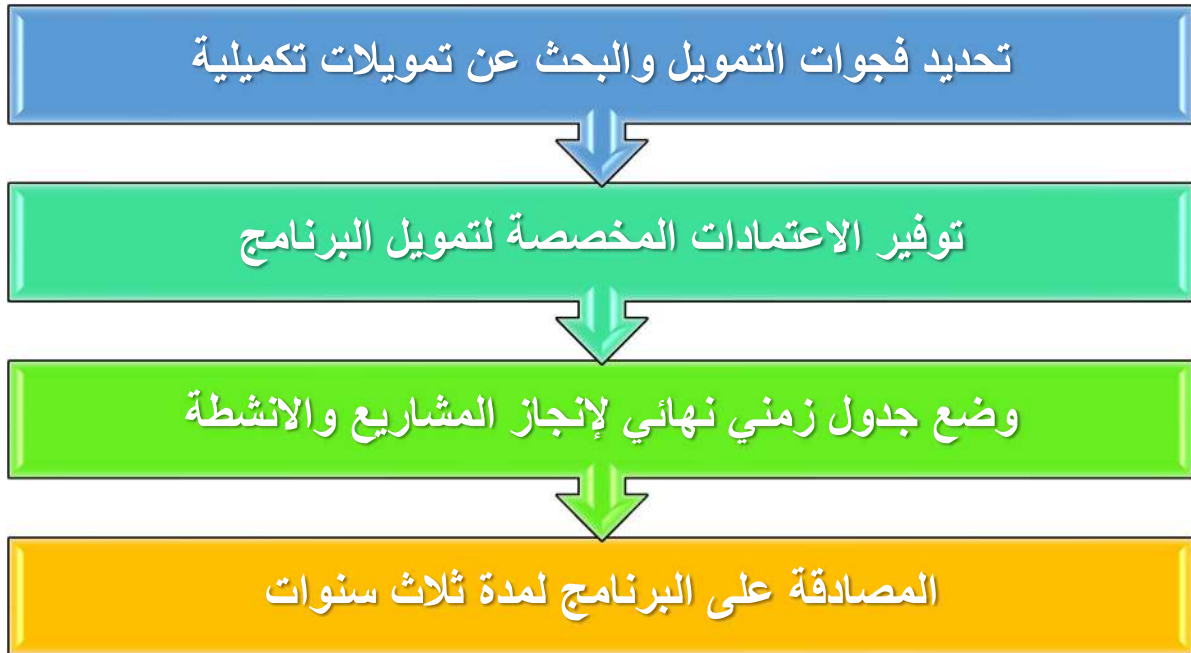 تحديد فجوات التمويل والبحث عن تمويلات تكميلية
توفير الاعتمادات المخصصة لتمويل البرنامج
وضع جدول زمني نهائي لإنجاز المشاريع والانشطة
المصادقة على البرنامج لمدة ثلاث سنوات